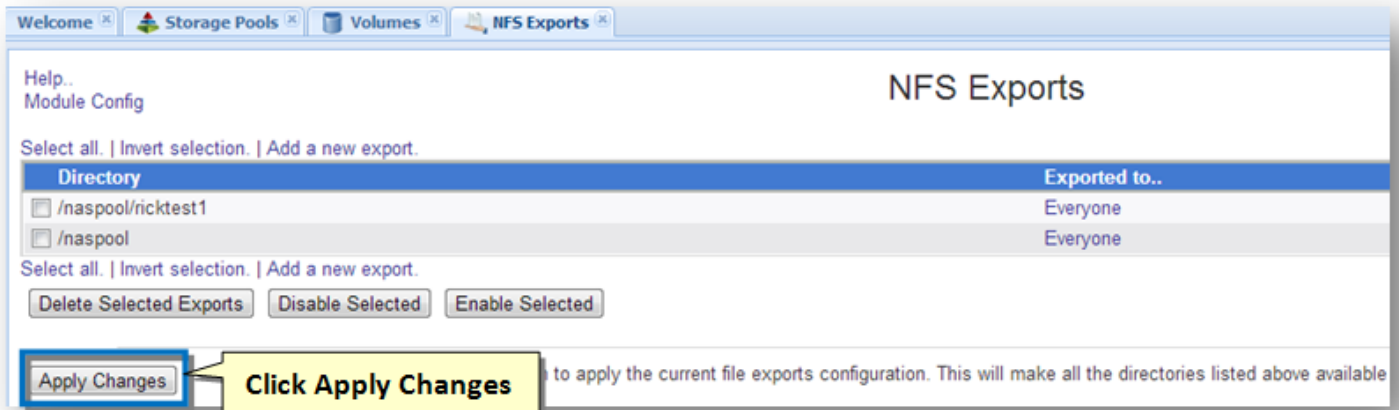 Welcome Storage Pools Volumes NFS Exports
Help..
Module Config
NFS Exports
Select all. | Invert selection. | Add a new export.
Directory Exported to..
/naspool/ricktest1 Everyone
/naspool Everyone
Select all. | Invert selection. | Add a new export.
Delete Selected Exports Disable Selected Enable Selected
Apply Changes Click Apply Changes to apply the current file exports configuration. This will make all the directories listed above available